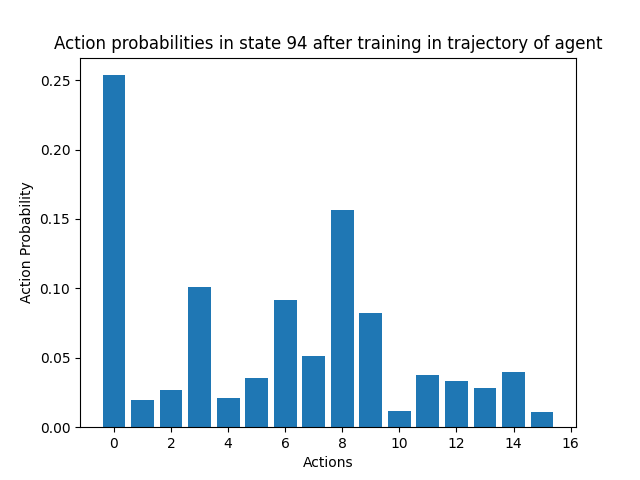 Action probabilities in state 94 after training in trajectory of agent
0.25
0.20
0.15
0.10
0.05
0.00
Action Probability
0 2 4 6 8 10 12 14 16
Actions